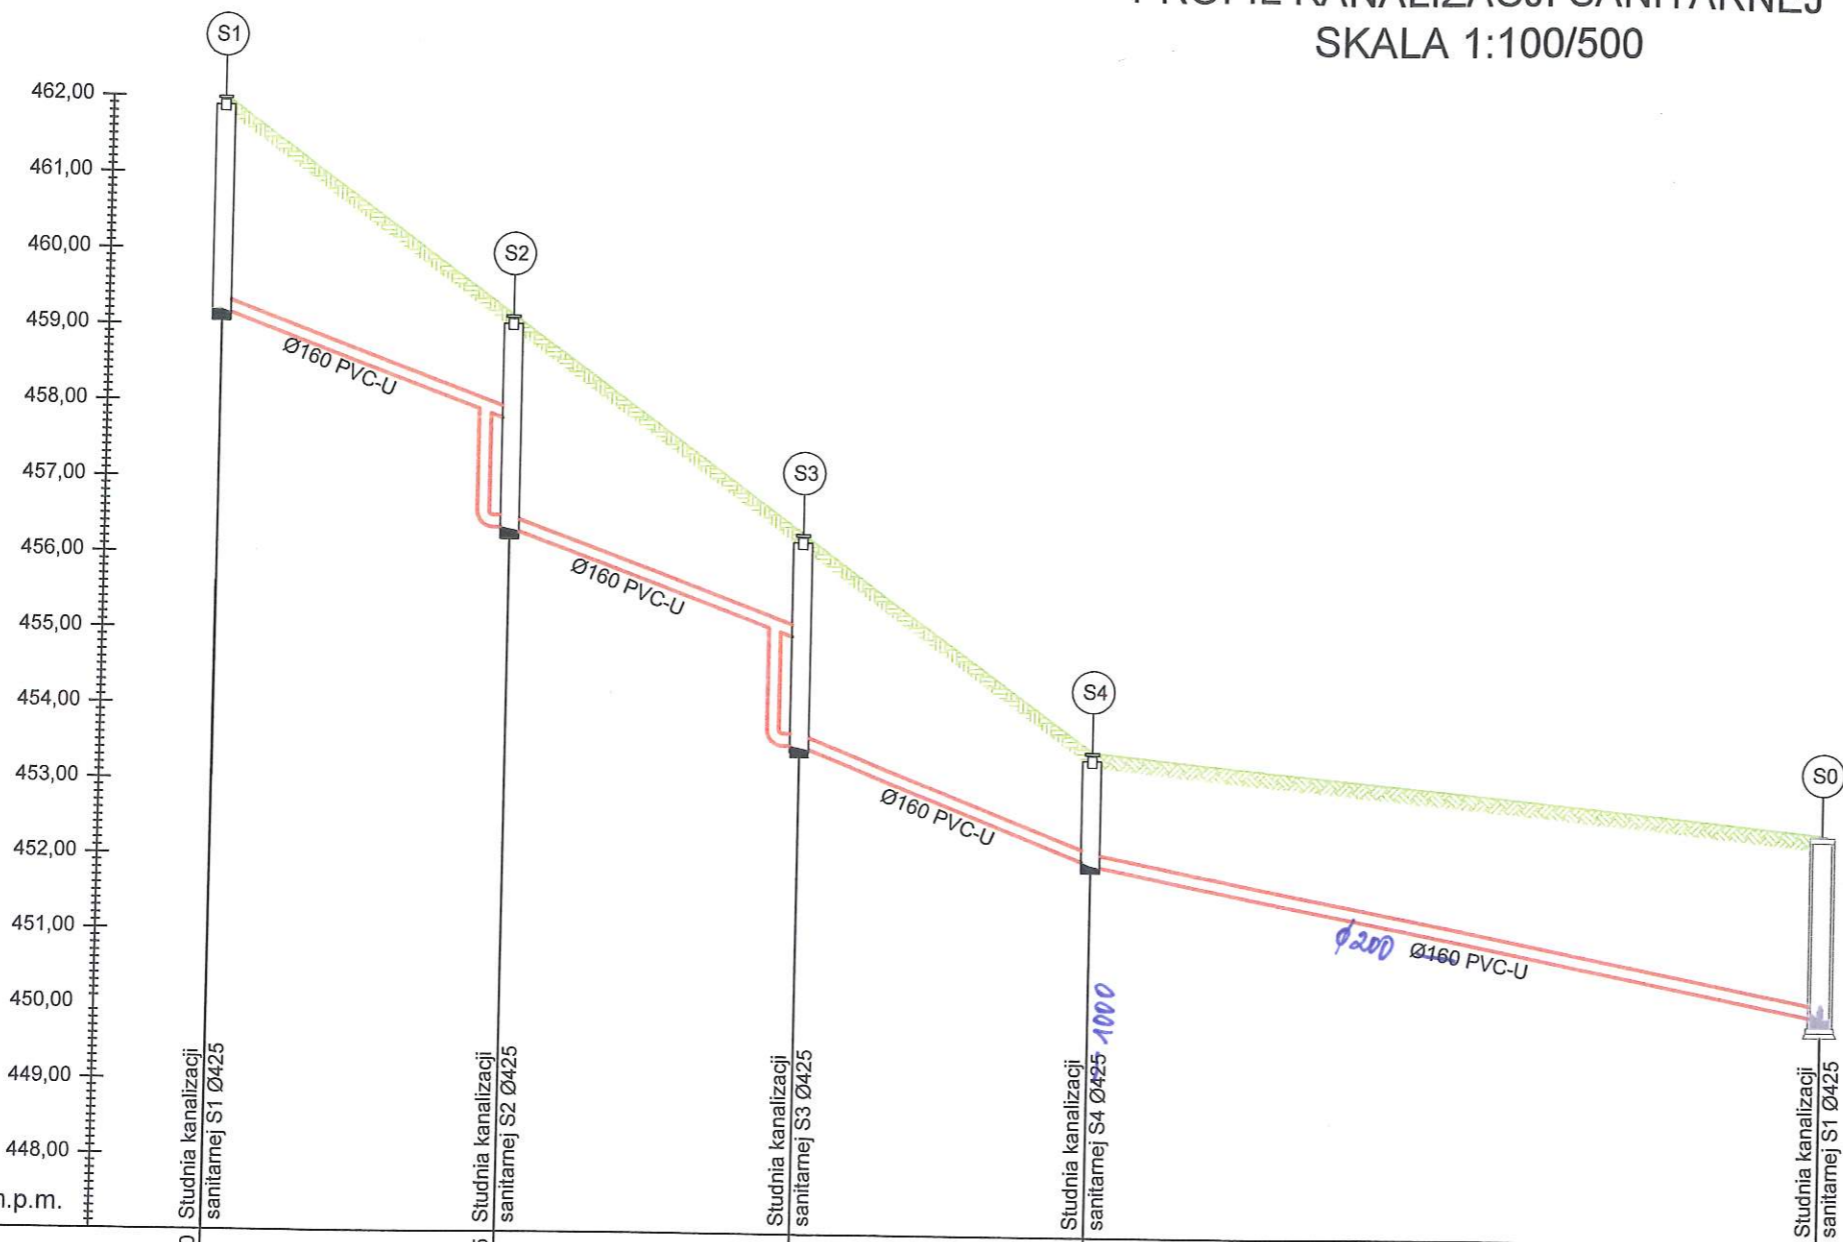 PROFIL KANALIZACJI SANITARNEJ
SKALA 1:100/500
S1
462,00
461,00
460,00
S2
459,00
Ø160 PVC-U
458,00
457,00
S3
456,00
Ø160 PVC-U
455,00
454,00
S4
453,00
S0
Ø160 PVC-U
452,00
451,00
ϕ200 Ø160 PVC-U
450,00
1000
449,00
448,00
n.p.m.
Studnia kanalizacji
sanitarnej S1 Ø425
Studnia kanalizacji
sanitarnej S2 Ø425
Studnia kanalizacji
sanitarnej S3 Ø425
Studnia kanalizacji
sanitarnej S4 Ø425
Studnia kanalizacji
sanitarnej S1 Ø425